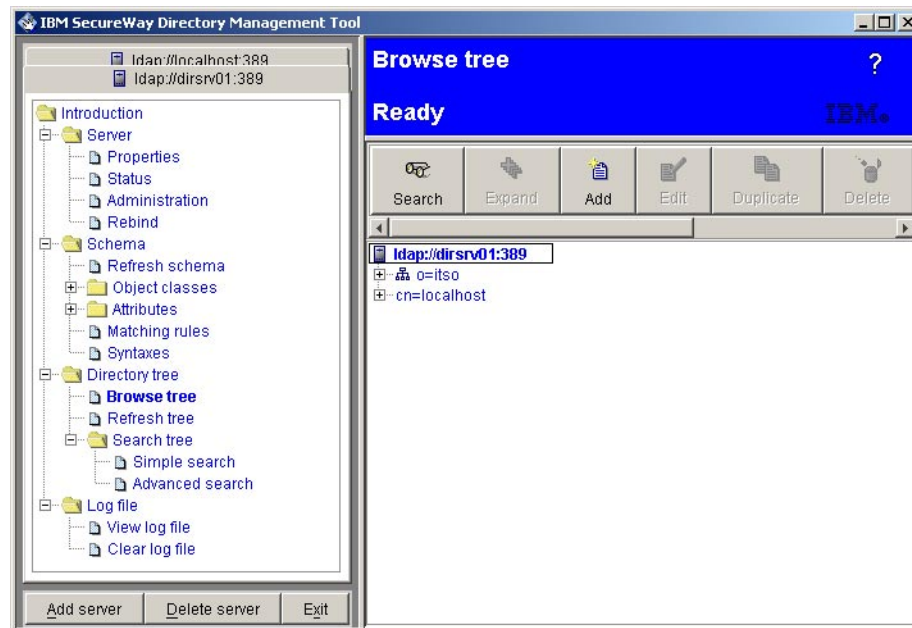 IBM SecureWay Directory Management Tool
ldap://localhost:389
ldap://dirsrv01:389
Introduction
Server
Properties
Status
Administration
Rebind
Schema
Refresh schema
Object classes
Attributes
Matching rules
Syntaxes
Directory tree
Browse tree
Refresh tree
Search tree
Simple search
Advanced search
Log file
View log file
Clear log file
Add server Delete server Exit
Browse tree ?
Ready IBM
Search Expand Add Edit Duplicate Delete
ldap://dirsrv01:389
o=itso
cn=localhost